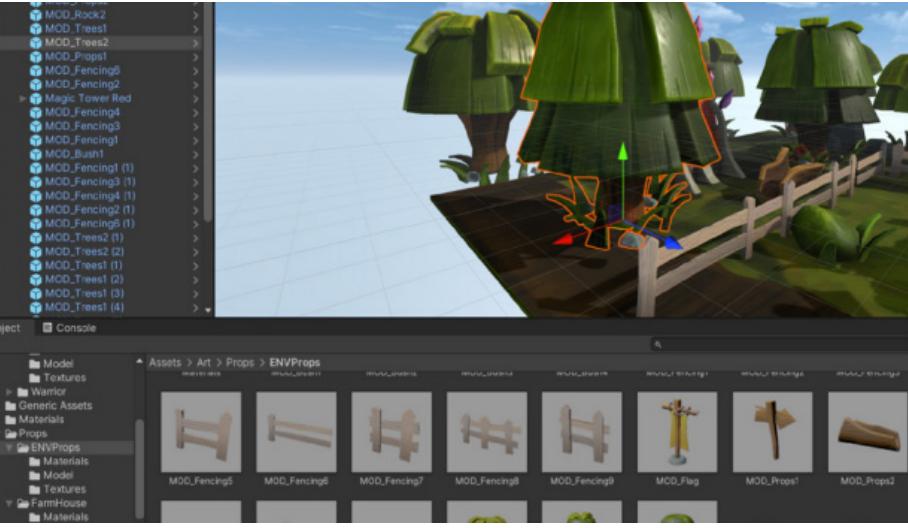 MOD_Rock2
MOD_Trees1
MOD_Trees2
MOD_Props1
MOD_Fencing6
MOD_Fencing2
Magic Tower Red
MOD_Fencing4
MOD_Fencing3
MOD_Fencing1
MOD_Bush1
MOD_Fencing1 (1)
MOD_Fencing3 (1)
MOD_Fencing4 (1)
MOD_Fencing2 (1)
MOD_Fencing6 (1)
MOD_Trees2 (1)
MOD_Trees2 (2)
MOD_Trees1 (1)
MOD_Trees1 (2)
MOD_Trees1 (3)
MOD_Trees1 (4)
oject Console
Model
Textures
Warrior
Generic Assets
Materials
Props
ENVProps
Materials
Model
Textures
FarmHouse
Materials
Assets > Art > Props > ENVProps
MOD_Fencing5 MOD_Fencing6 MOD_Fencing7 MOD_Fencing8 MOD_Fencing9 MOD_Flag MOD_Props1 MOD_Props2